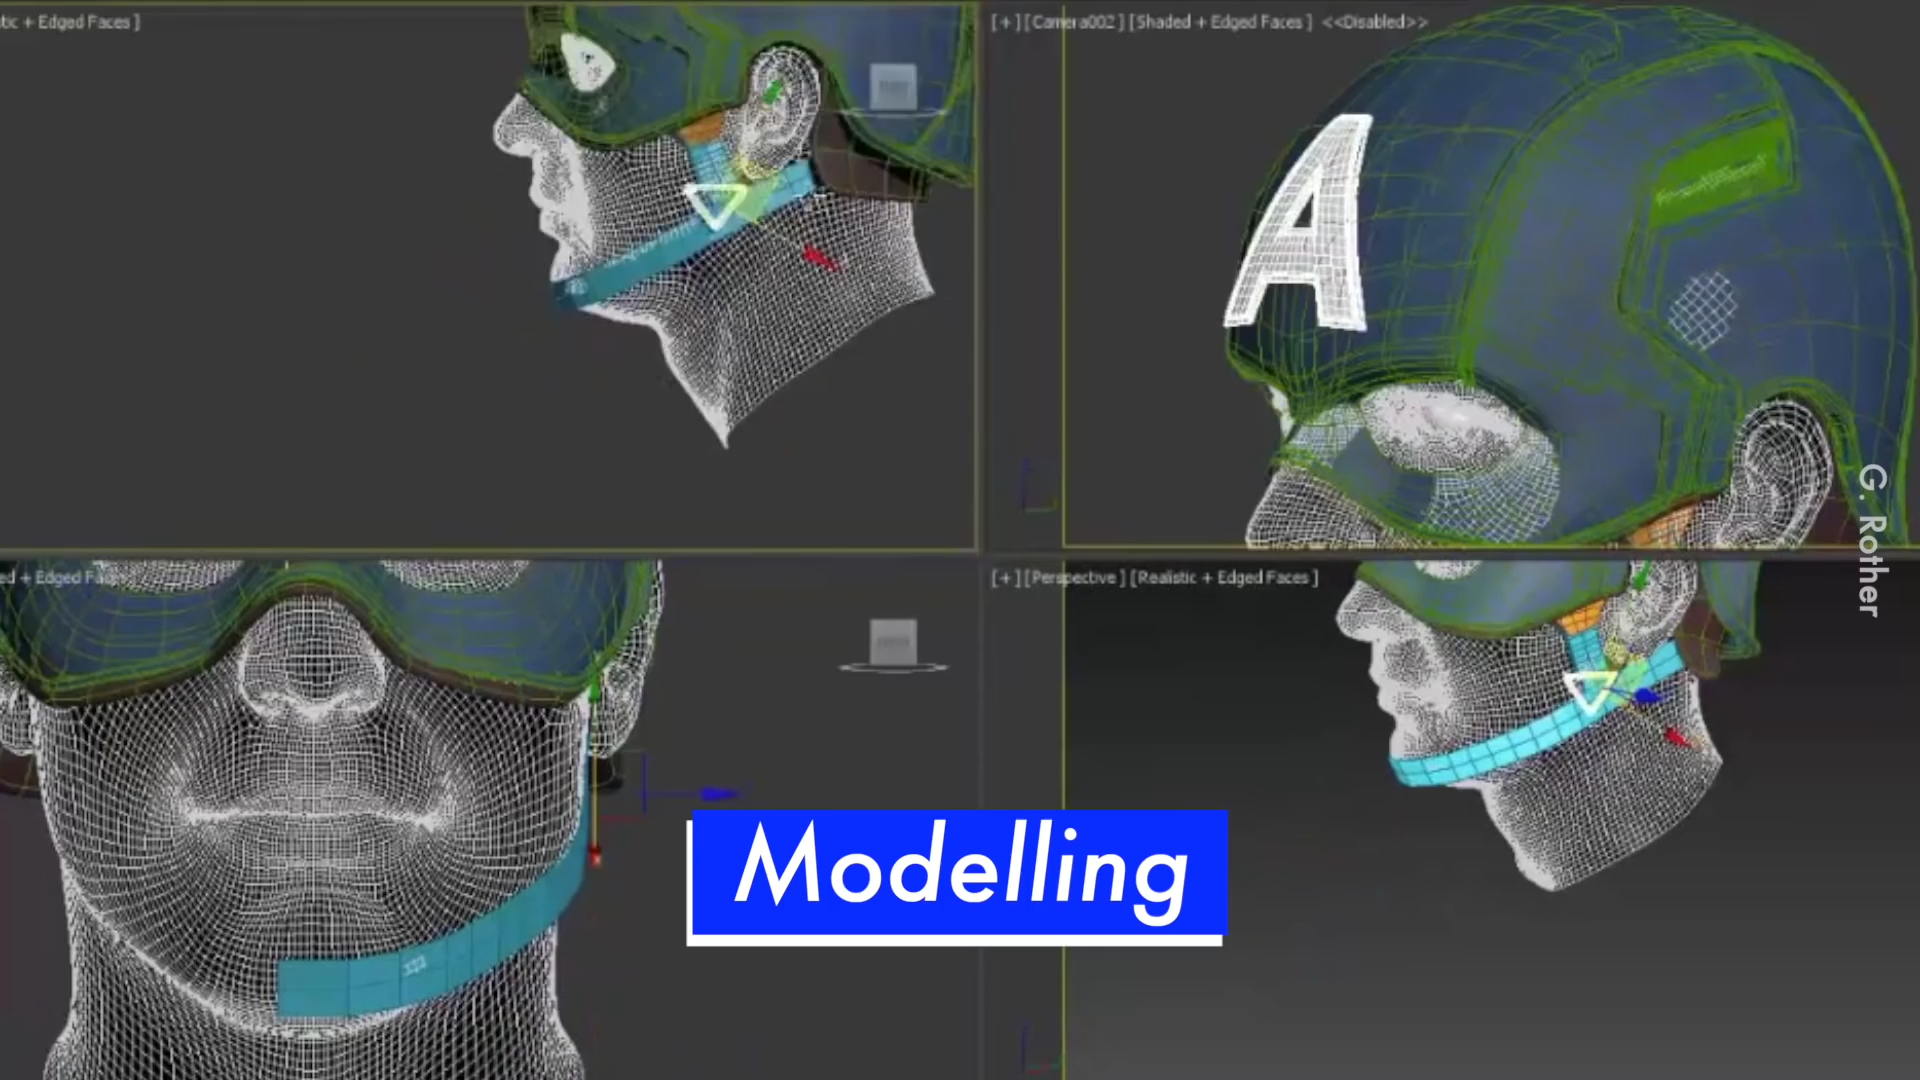 tic + Edged Faces ]
[ + ] [Camera002 ] [Shaded + Edged Faces ] <<Disabled>>
A
G. Rother
ed + Edged Faces ]
[ + ] [Perspective ] [Realistic + Edged Faces ]
Modelling